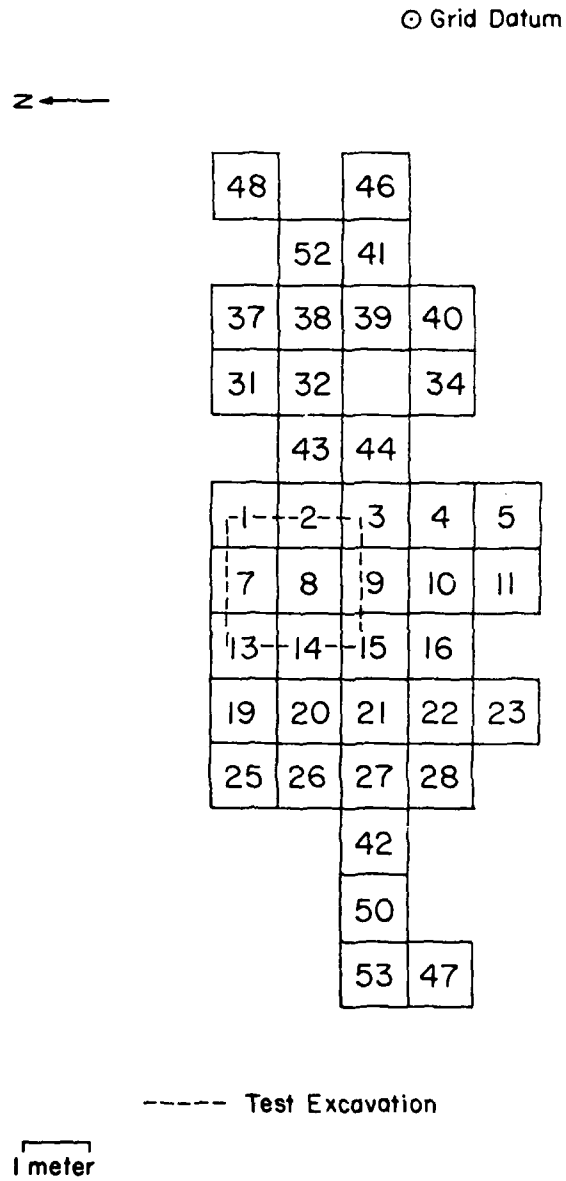 Grid Datum
N
48 46
52 41
37 38 39 40
31 32 34
43 44
1 2 3 4 5
7 8 9 10 11
13 14 15 16
19 20 21 22 23
25 26 27 28
42
50
53 47
Test Excavation
1 meter